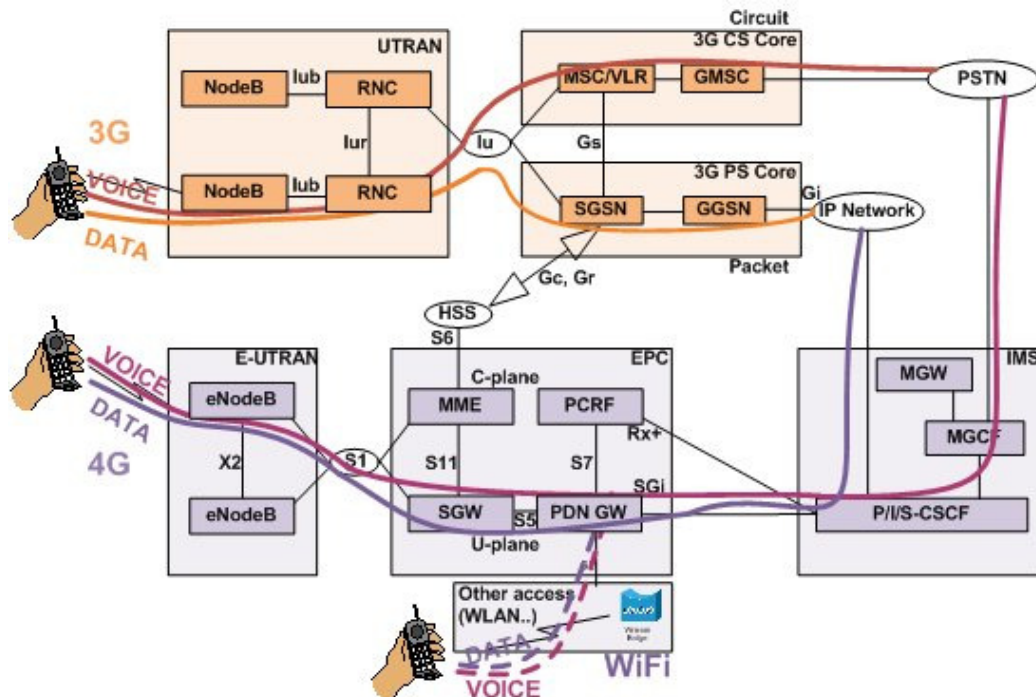 Circuit
UTRAN
3G CS Core
NodeB
Iub
RNC
MSC/VLR
GMSC
PSTN
3G
Iur
Iu
Gs
VOICE
NodeB
Iub
RNC
3G PS Core
SGSN
GGSN
Gi
IP Network
DATA
Packet
Gc, Gr
HSS
S6
E-UTRAN
EPC
IMS
VOICE
C-plane
eNodeB
MME
PCRF
MGW
DATA
Rx+
MGCF
4G
X2
S1
S11
S7
SGi
eNodeB
SGW
S5
PDN GW
P/I/S-CSCF
U-plane
Other access
(WLAN..)
DATA
WiFi
VOICE